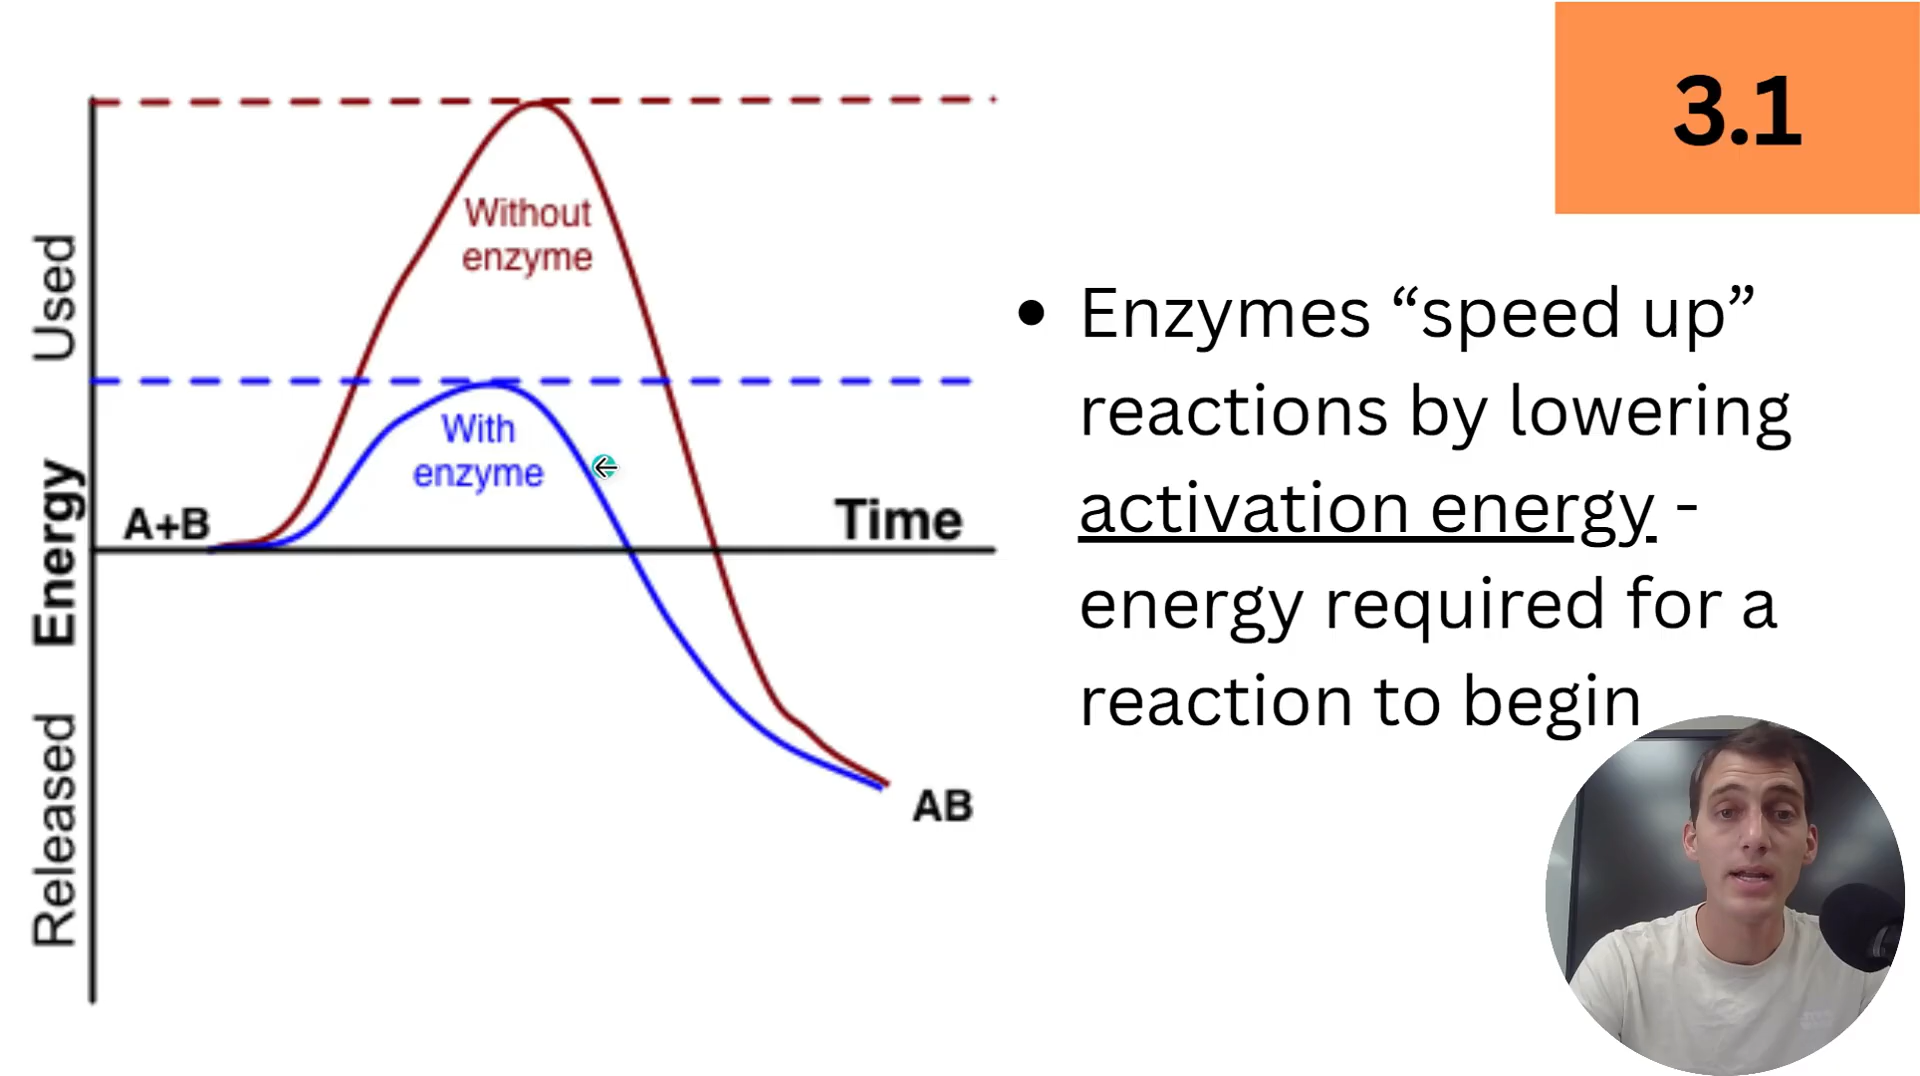 3.1
Used
Energy
Released
Without
enzyme
With
enzyme
A+B
Time
AB
• Enzymes “speed up”
reactions by lowering
activation energy -
energy required for a
reaction to begin